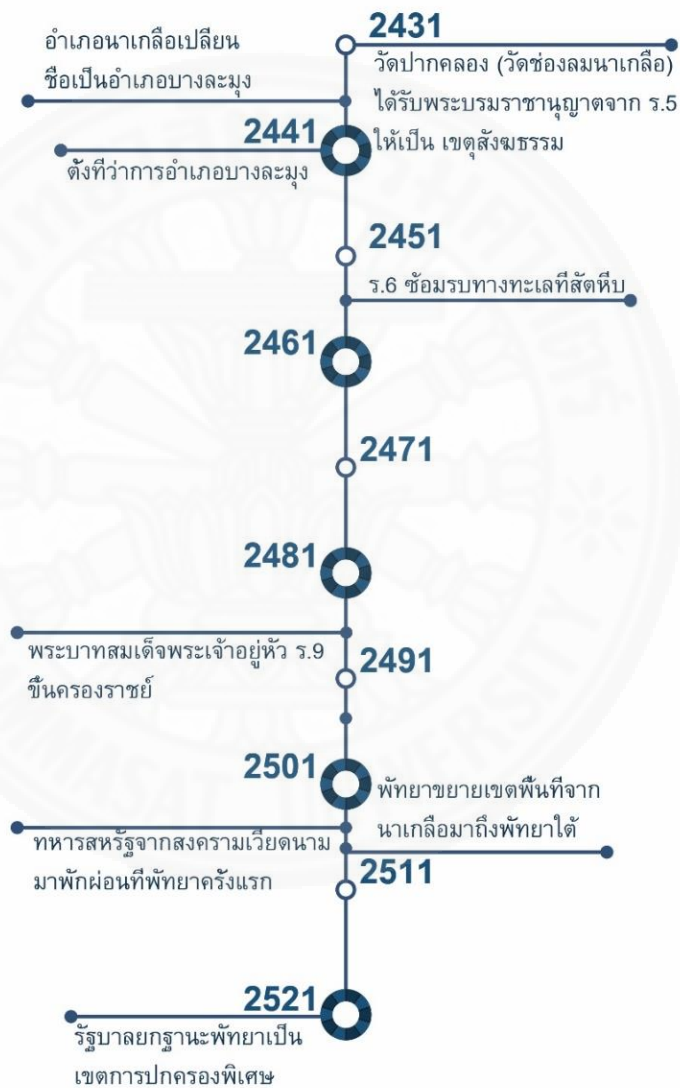 2431
อำเภอนาเกลือเปลี่ยน
ชื่อเป็นอำเภอบางละมุง
วัดปากคลอง (วัดช่องลมนาเกลือ)
ได้รับพระบรมราชานุญาตจาก ร.5
ให้เป็น เขตุสังฆธรรม
2441
ตั้งที่ว่าการอำเภอบางละมุง
2451
ร.6 ซ้อมรบทางทะเลที่สัตหีบ
2461
2471
2481
พระบาทสมเด็จพระเจ้าอยู่หัว ร.9
ขึ้นครองราชย์
2491
2501
พัทยาขยายเขตพื้นที่จาก
นาเกลือมาถึงพัทยาใต้
ทหารสหรัฐจากสงครามเวียดนาม
มาพักผ่อนที่พัทยาครั้งแรก
2511
2521
รัฐบาลยกฐานะพัทยาเป็น
เขตการปกครองพิเศษ